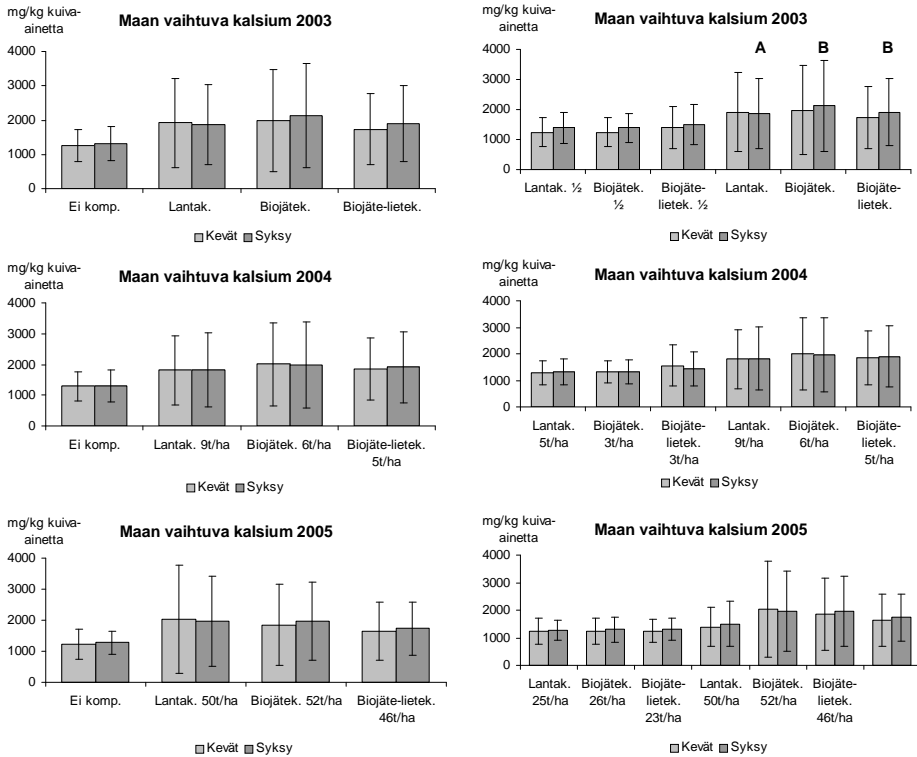 mg/kg kuiva-
ainetta
Maan vaihtuva kalsium 2003
4000
3000
2000
1000
0
Ei komp.
Lantak.
Biojätek.
Biojäte-lietek.
Kevät
Syksy
mg/kg kuiva-
ainetta
Maan vaihtuva kalsium 2003
A
B
B
4000
3000
2000
1000
0
Lantak. ½
Biojätek.
½
Biojäte-
lietek. ½
Lantak.
Biojätek.
Biojäte-
lietek.
Kevät
Syksy
mg/kg kuiva-
ainetta
Maan vaihtuva kalsium 2004
4000
3000
2000
1000
0
Ei komp.
Lantak. 9t/ha
Biojätek. 6t/ha
Biojäte-lietek.
5t/ha
Kevät
Syksy
mg/kg kuiva-
ainetta
Maan vaihtuva kalsium 2004
4000
3000
2000
1000
0
Lantak.
5t/ha
Biojätek.
3t/ha
Biojäte-
lietek.
3t/ha
Lantak.
9t/ha
Biojätek.
6t/ha
Biojäte-
lietek.
5t/ha
Kevät
Syksy
mg/kg kuiva-
ainetta
Maan vaihtuva kalsium 2005
4000
3000
2000
1000
0
Ei komp.
Lantak. 50t/ha
Biojätek. 52t/ha
Biojäte-lietek.
46t/ha
Kevät
Syksy
mg/kg kuiva-
ainetta
Maan vaihtuva kalsium 2005
4000
3000
2000
1000
0
Lantak.
25t/ha
Biojätek.
26t/ha
Biojäte-
lietek.
23t/ha
Lantak.
50t/ha
Biojätek.
52t/ha
Biojäte-
lietek.
46t/ha
Kevät
Syksy